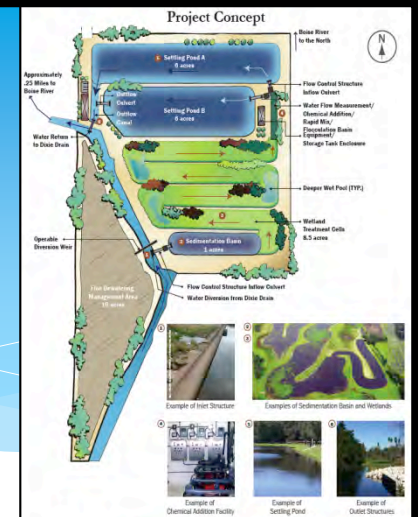 Project Concept
Boise River
to the North
N
Settling Pond A
8 acres
Approximately
.25 Miles to
Boise River
Outflow
Culvert
Settling Pond B
6 acres
Outflow
Canal
Flow Control Structure
Inflow Culvert
Water Flow Measurement/
Chemical Addition/
Rapid Mix/
Flocculation Basin
Equipment/
Storage Tank Enclosure
Water Return
to Dixie Drain
Deeper Wet Pool (TYP.)
Wetland
Treatment Cells
6.5 acres
Operable
Diversion Weir
Sedimentation Basin
1 acres
Flow Control Structure Inflow Culvert
Water Diversion from Dixie Drain
Floc Dewatering
Management Area
15 acres
Example of Inlet Structure
Examples of Sedimentation Basin and Wetlands
Example of
Chemical Addition Facility
Example of
Settling Pond
Example of
Outlet Structures